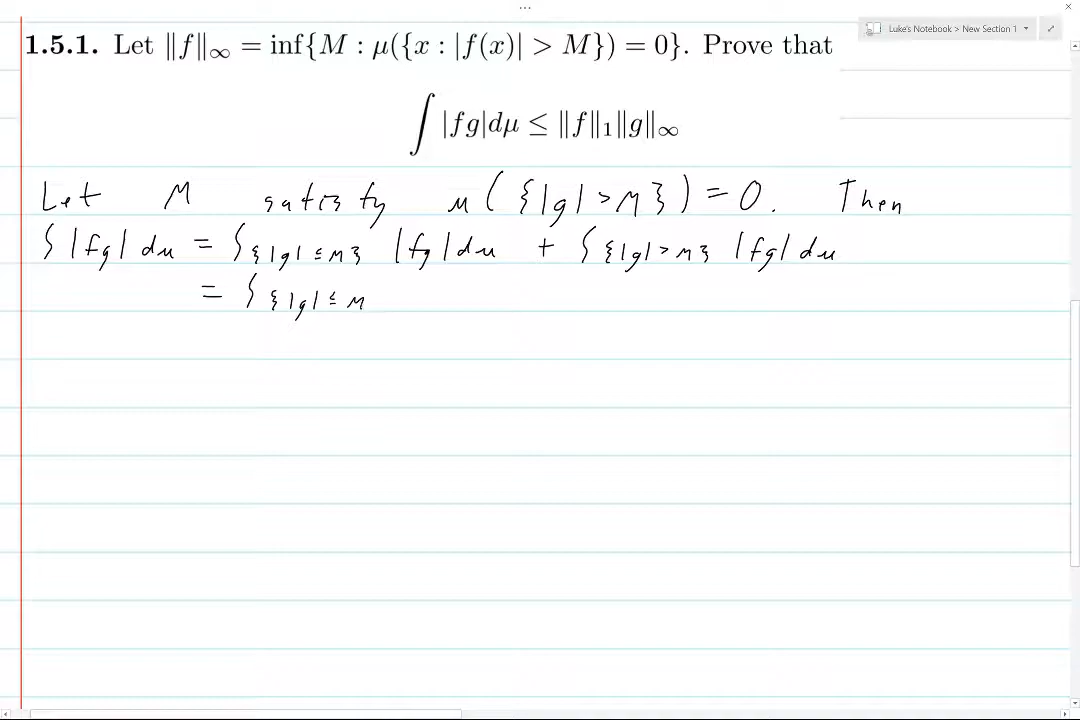 Luke's Notebook > New Section 1
1.5.1. Let ‖f‖∞ = inf{M : μ({x : |f(x)| > M}) = 0}. Prove that
∫ |fg|dμ ≤ ‖f‖₁‖g‖∞
Let M satisfy μ({|g| > M}) = 0. Then
∫ |fg| dμ = ∫{|g| ≤ M} |fg| dμ + ∫{|g| > M} |fg| dμ
= ∫{|g| ≤ M